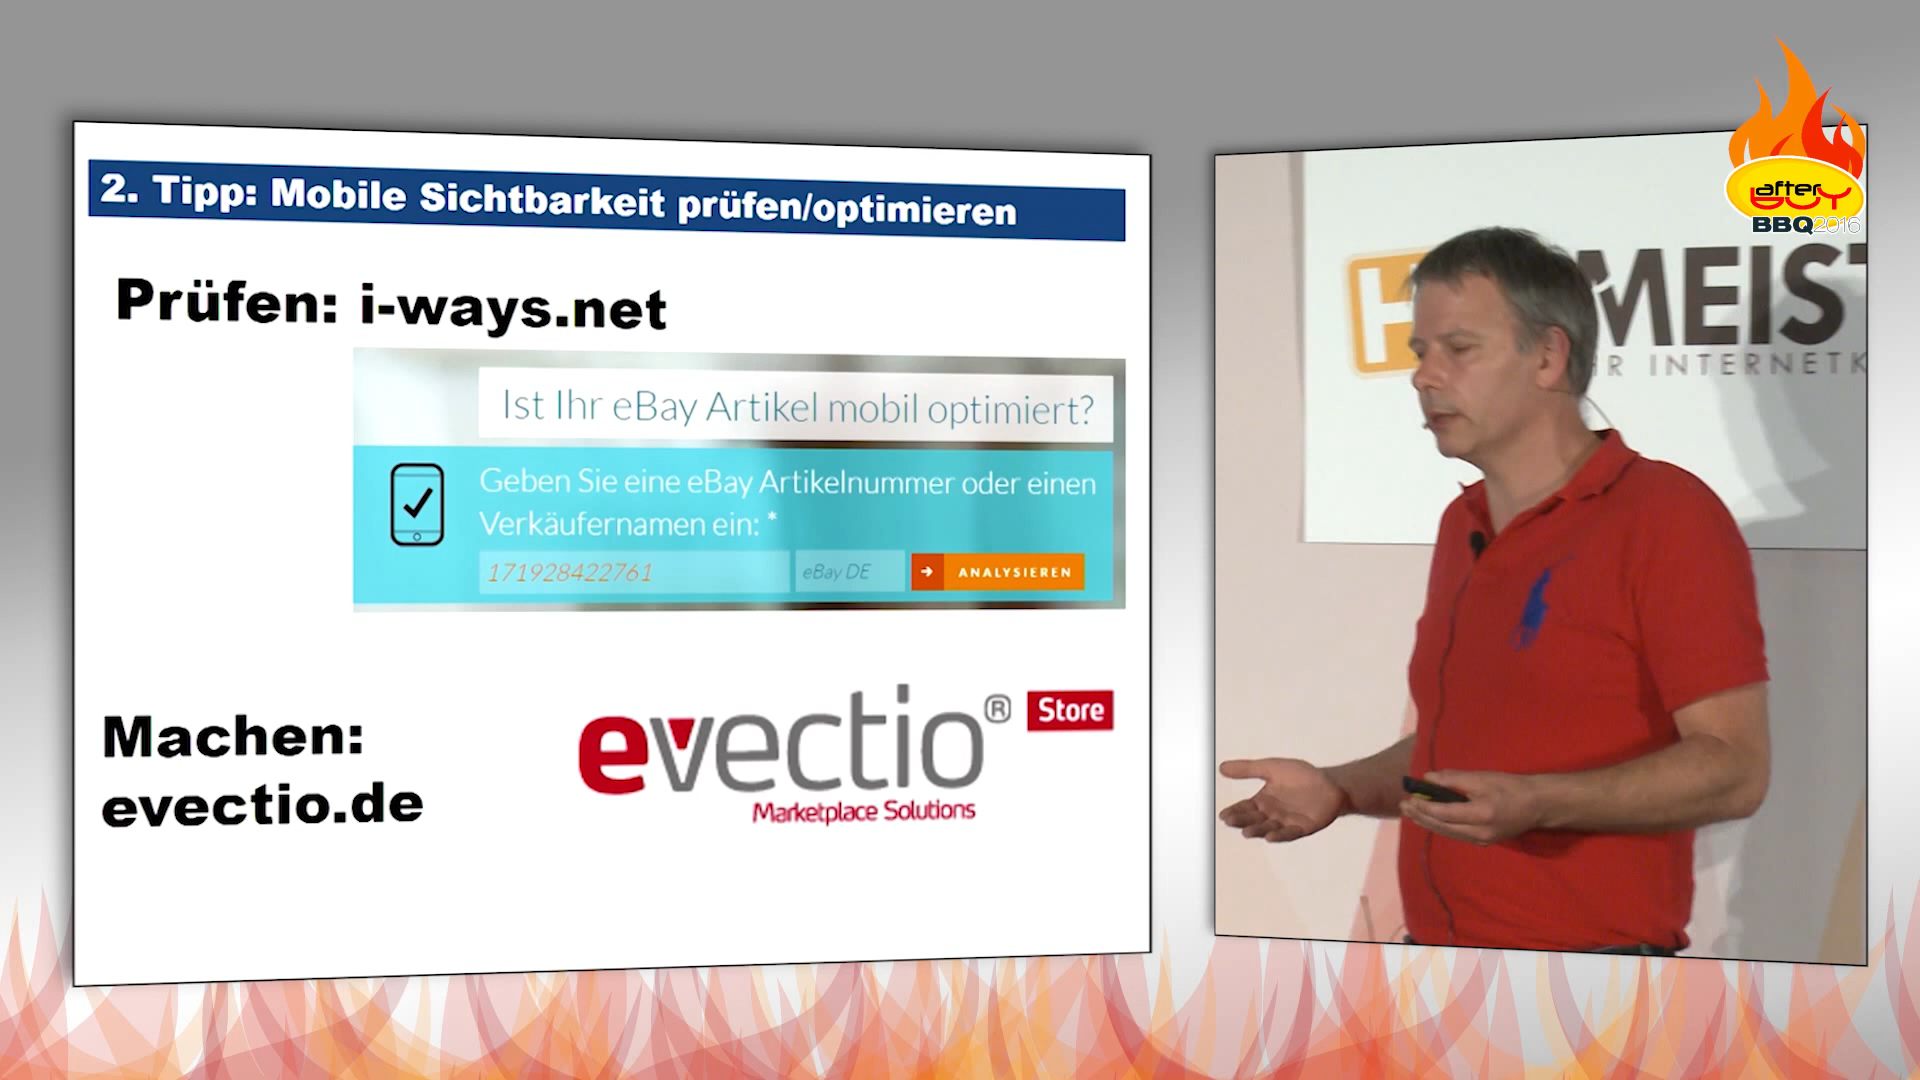 2. Tipp: Mobile Sichtbarkeit prüfen/optimieren
Prüfen: i-ways.net
Ist Ihr eBay Artikel mobil optimiert?
Geben Sie eine eBay Artikelnummer oder einen
Verkäufernamen ein: *
171928422761
eBay DE
ANALYSIEREN
Machen:
evectio.de
evectio®
Store
Marketplace Solutions
after
BUY
BBQ2016
MEIST
R INTERNETK